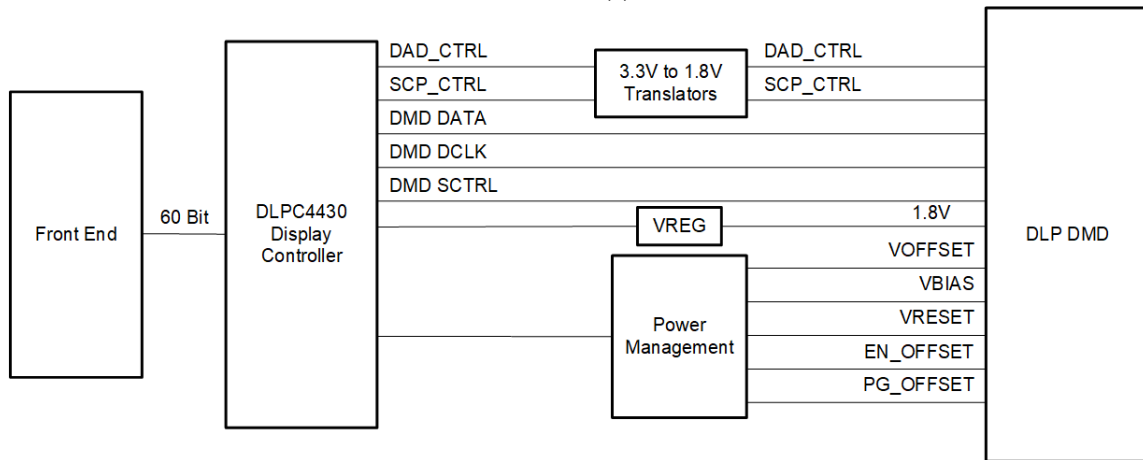 DAD_CTRL
SCP_CTRL
DMD DATA
DMD DCLK
DMD SCTRL
3.3V to 1.8V
Translators
DAD_CTRL
SCP_CTRL
Front End
60 Bit
DLPC4430
Display
Controller
VREG
1.8V
DLP DMD
VOFFSET
VBIAS
VRESET
EN_OFFSET
PG_OFFSET
Power
Management